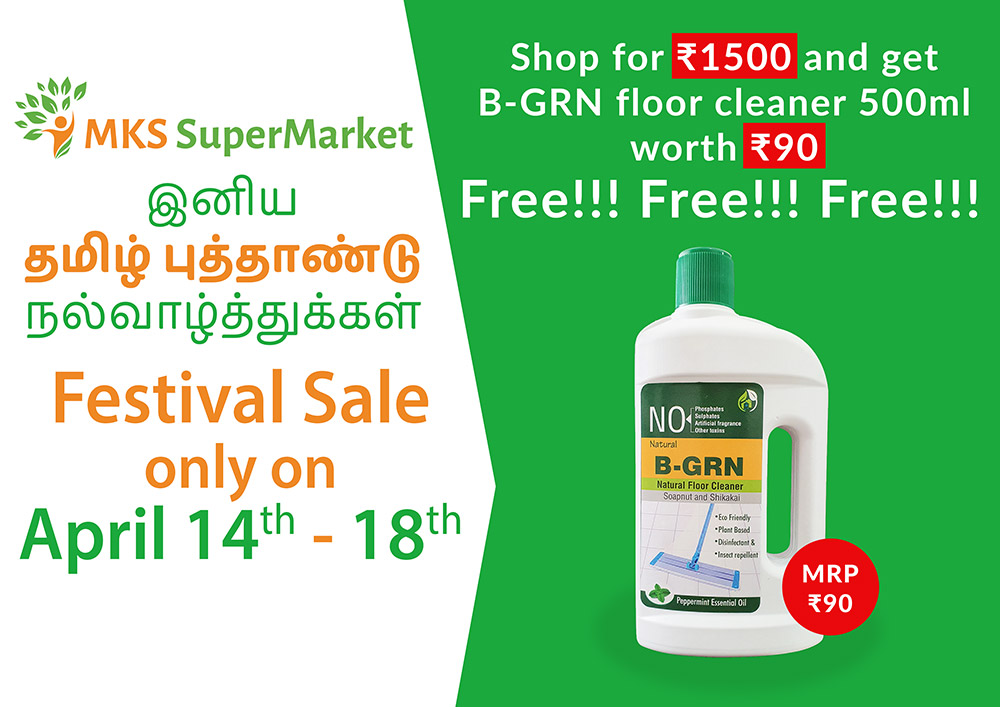 MKS SuperMarket
இனிய
தமிழ் புத்தாண்டு
நல்வாழ்த்துக்கள்
Festival Sale
only on
April 14th - 18th
Shop for ₹1500 and get
B-GRN floor cleaner 500ml
worth ₹90
Free!!! Free!!! Free!!!
NO
Phosphates
Sulphates
Artificial fragrance
Other toxins
Natural
B-GRN
Natural Floor Cleaner
Soapnut and Shikakai
•Eco Friendly
•Plant Based
•Disinfectant &
•Insect repellent
Peppermint Essential Oil
MRP
₹90